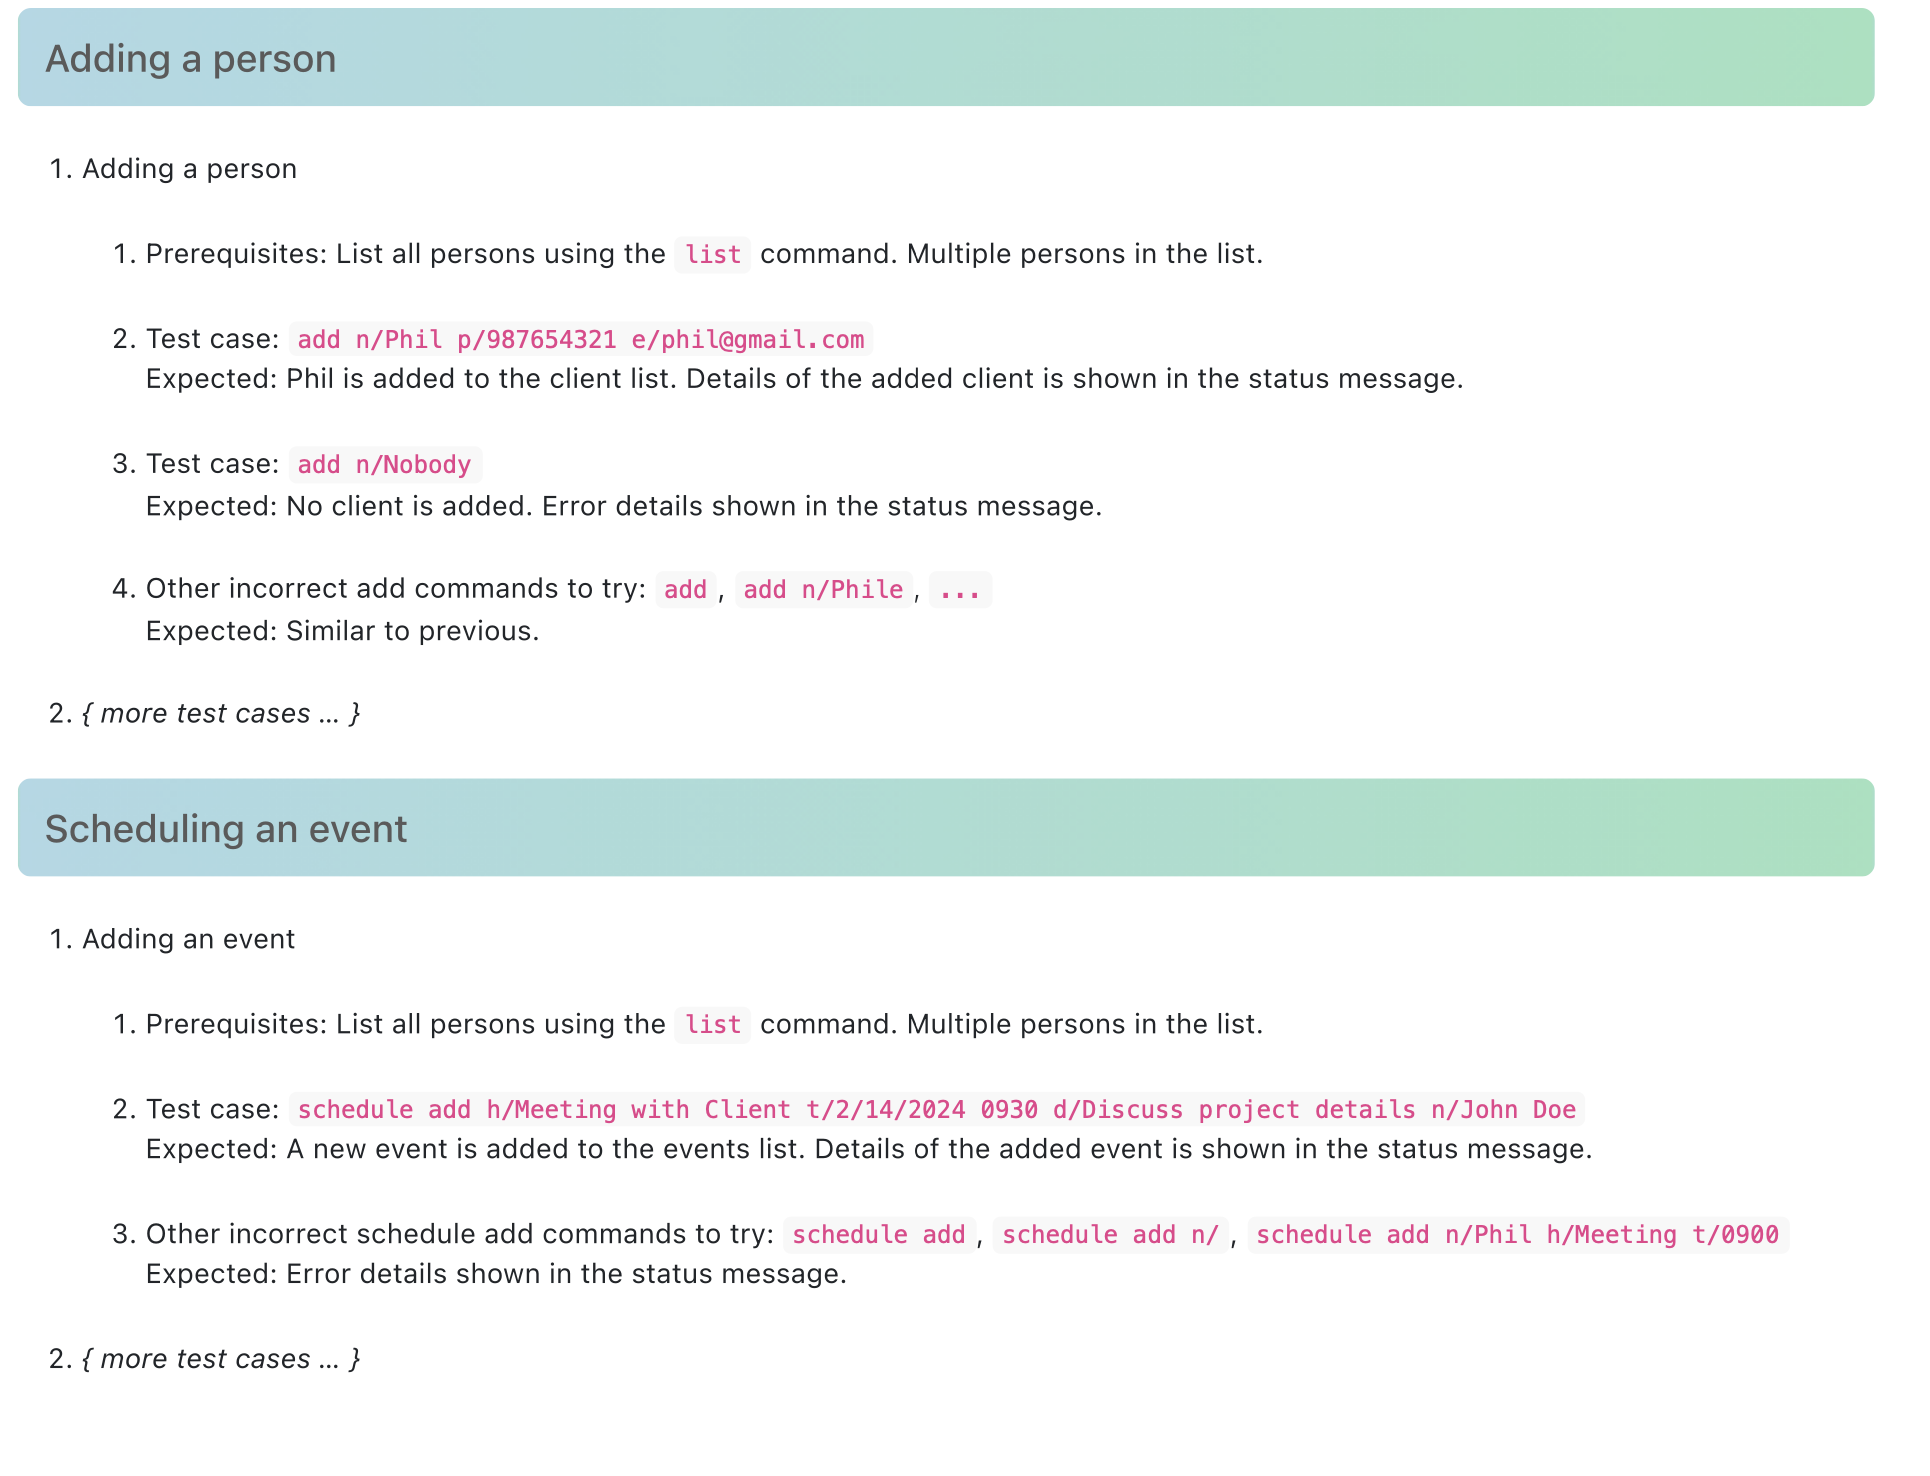 Adding a person
1. Adding a person
1. Prerequisites: List all persons using the list command. Multiple persons in the list.
2. Test case: add n/Phil p/987654321 e/phil@gmail.com
Expected: Phil is added to the client list. Details of the added client is shown in the status message.
3. Test case: add n/Nobody
Expected: No client is added. Error details shown in the status message.
4. Other incorrect add commands to try: add, add n/Phile, ...
Expected: Similar to previous.
2. { more test cases … }
Scheduling an event
1. Adding an event
1. Prerequisites: List all persons using the list command. Multiple persons in the list.
2. Test case: schedule add h/Meeting with Client t/2/14/2024 0930 d/Discuss project details n/John Doe
Expected: A new event is added to the events list. Details of the added event is shown in the status message.
3. Other incorrect schedule add commands to try: schedule add, schedule add n/, schedule add n/Phil h/Meeting t/0900
Expected: Error details shown in the status message.
2. { more test cases … }